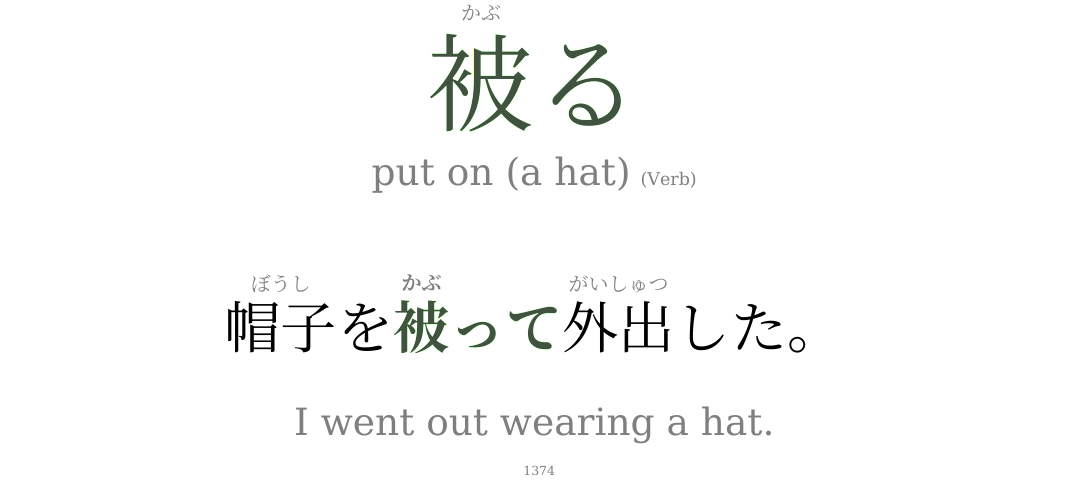 かぶ
被る
put on (a hat) (Verb)
ぼうし かぶ がいしゅつ
帽子を被って外出した。
I went out wearing a hat.
1374